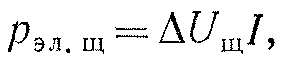 pэл. щ = ΔUщI,